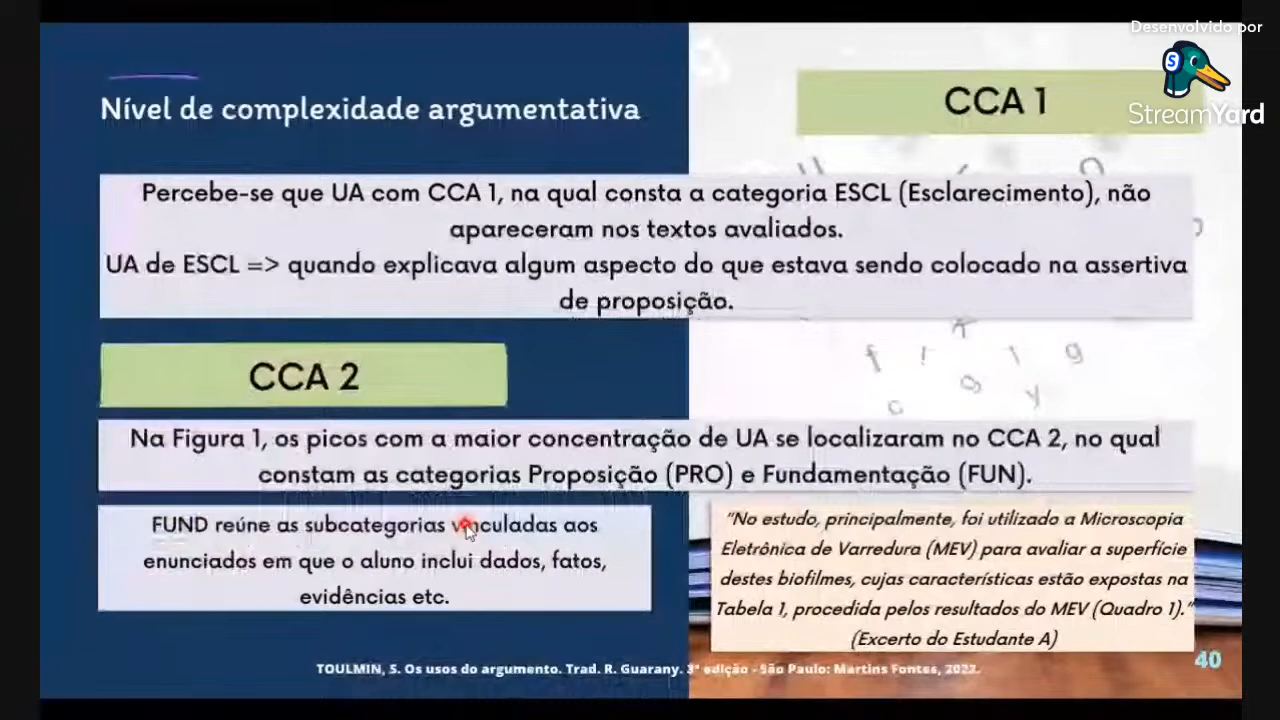 Desenvolvido por
StreamYard
Nível de complexidade argumentativa
CCA 1
Percebe-se que UA com CCA 1, na qual consta a categoria ESCL (Esclarecimento), não
apareceram nos textos avaliados.
UA de ESCL => quando explicava algum aspecto do que estava sendo colocado na assertiva
de proposição.
CCA 2
Na Figura 1, os picos com a maior concentração de UA se localizaram no CCA 2, no qual
constam as categorias Proposição (PRO) e Fundamentação (FUN).
FUND reúne as subcategorias vinculadas aos
enunciados em que o aluno inclui dados, fatos,
evidências etc.
"No estudo, principalmente, foi utilizado a Microscopia
Eletrônica de Varredura (MEV) para avaliar a superfície
destes biofilmes, cujas características estão expostas na
Tabela 1, procedida pelos resultados do MEV (Quadro 1)."
(Excerto do Estudante A)
TOULMIN, S. Os usos do argumento. Trad. R. Guarany. 3ª edição - São Paulo: Martins Fontes,
40